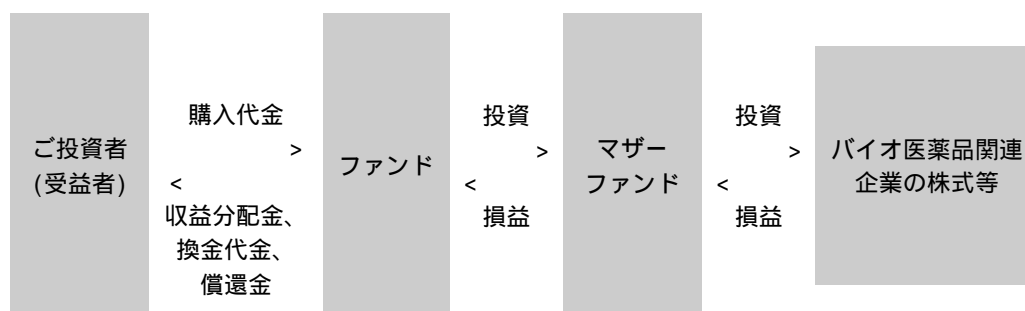 ご投資者
(受益者)
購入代金
>
<
収益分配金、
換金代金、
償還金
ファンド
投資
>
<
損益
マザー
ファンド
投資
>
<
損益
バイオ医薬品関連
企業の株式等